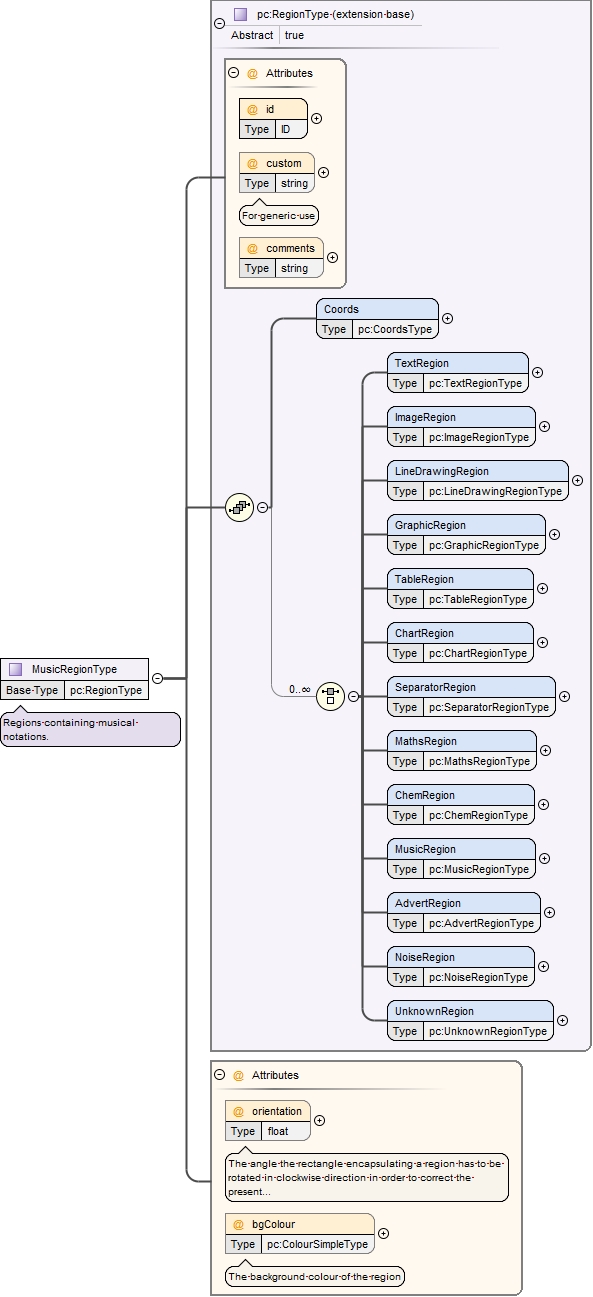 pc:RegionType (extension-base)
Abstract true
@ Attributes
@ id
Type ID
@ custom
Type string
For generic use
@ comments
Type string
Coords
Type pc:CoordsType
TextRegion
Type pc:TextRegionType
ImageRegion
Type pc:ImageRegionType
LineDrawingRegion
Type pc:LineDrawingRegionType
GraphicRegion
Type pc:GraphicRegionType
TableRegion
Type pc:TableRegionType
ChartRegion
Type pc:ChartRegionType
0..∞
SeparatorRegion
Type pc:SeparatorRegionType
MathsRegion
Type pc:MathsRegionType
ChemRegion
Type pc:ChemRegionType
MusicRegion
Type pc:MusicRegionType
AdvertRegion
Type pc:AdvertRegionType
NoiseRegion
Type pc:NoiseRegionType
UnknownRegion
Type pc:UnknownRegionType
MusicRegionType
Base-Type pc:RegionType
Regions containing musical
notations.
@ Attributes
@ orientation
Type float
The angle the rectangle encapsulating a region has to be
rotated in clockwise direction in order to correct the
present...
@ bgColour
Type pc:ColourSimpleType
The background colour of the region